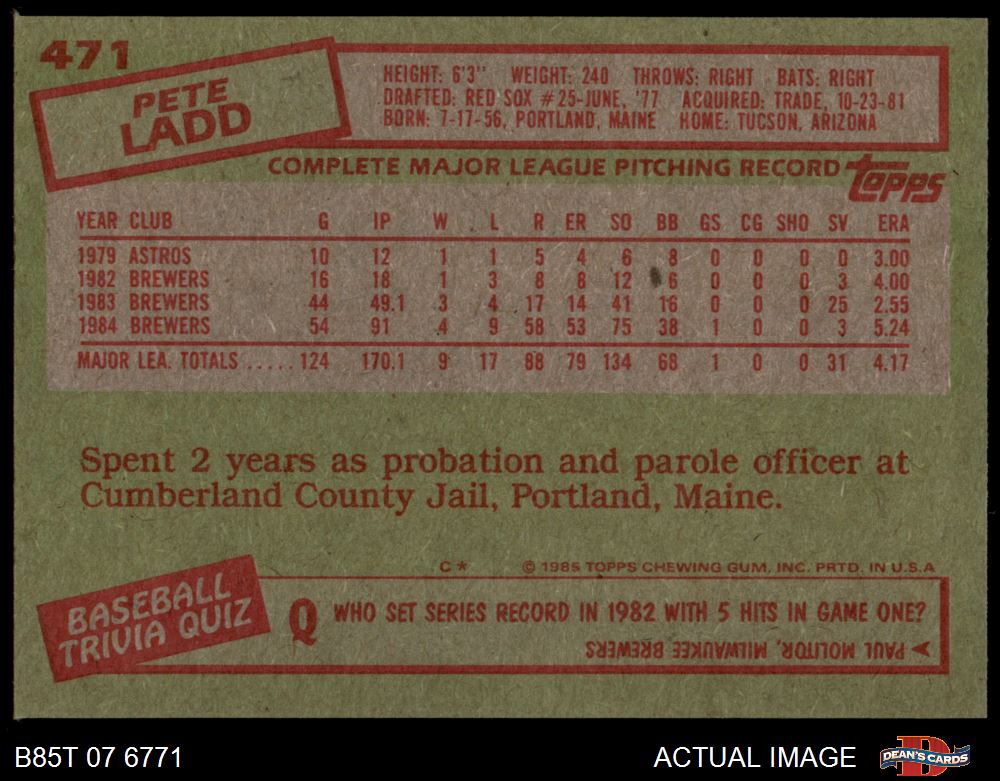 471
PETE
LADD
HEIGHT: 6'3" WEIGHT: 240 THROWS: RIGHT BATS: RIGHT
DRAFTED: RED SOX #25-JUNE, '77 ACQUIRED: TRADE, 10-23-81
BORN: 7-17-56, PORTLAND, MAINE HOME: TUCSON, ARIZONA
COMPLETE MAJOR LEAGUE PITCHING RECORD
topps
YEAR CLUB G IP W L R ER SO BB GS CG SHO SV ERA
1979 ASTROS 10 12 1 1 5 4 6 8 0 0 0 0 3.00
1982 BREWERS 16 18 1 3 8 8 12 6 0 0 0 3 4.00
1983 BREWERS 44 49.1 3 4 17 14 41 16 0 0 0 25 2.55
1984 BREWERS 54 91 4 9 58 53 75 38 1 0 0 3 5.24
MAJOR LEA. TOTALS ..... 124 170.1 9 17 88 79 134 68 1 0 0 31 4.17
Spent 2 years as probation and parole officer at
Cumberland County Jail, Portland, Maine.
C * © 1985 TOPPS CHEWING GUM, INC. PRTD. IN U.S.A
BASEBALL
TRIVIA QUIZ
Q WHO SET SERIES RECORD IN 1982 WITH 5 HITS IN GAME ONE?
PAUL MOLITOR, MILWAUKEE BREWERS
B85T 07 6771
ACTUAL IMAGE
DEAN'S CARDS